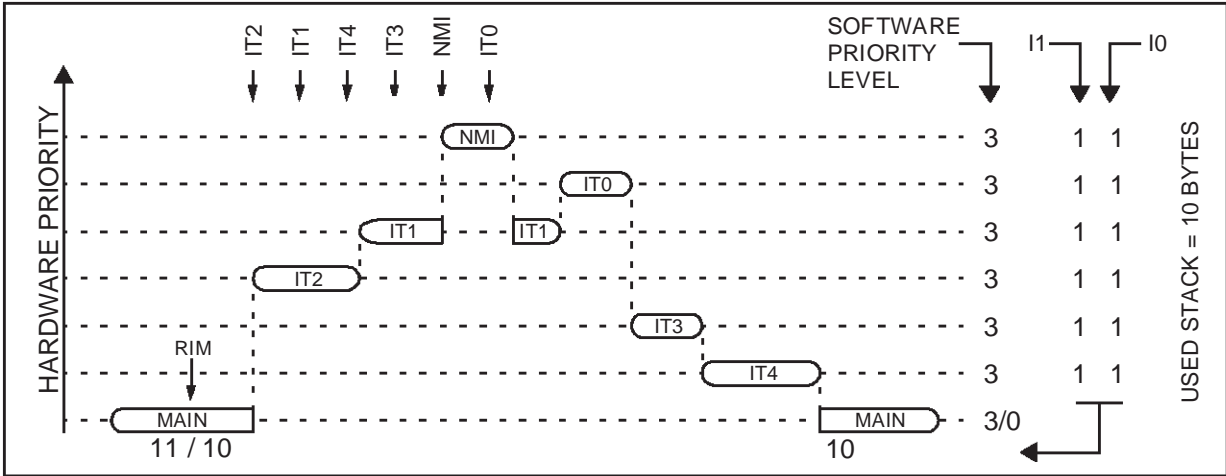 IT2
IT1
IT4
IT3
NMI
IT0
SOFTWARE
PRIORITY
LEVEL
I1
I0
HARDWARE PRIORITY
NMI
3 1 1
IT0
3 1 1
IT1
IT1
3 1 1
IT2
3 1 1
IT3
3 1 1
RIM
IT4
3 1 1
MAIN
MAIN
3/0
11 / 10
10
USED STACK = 10 BYTES